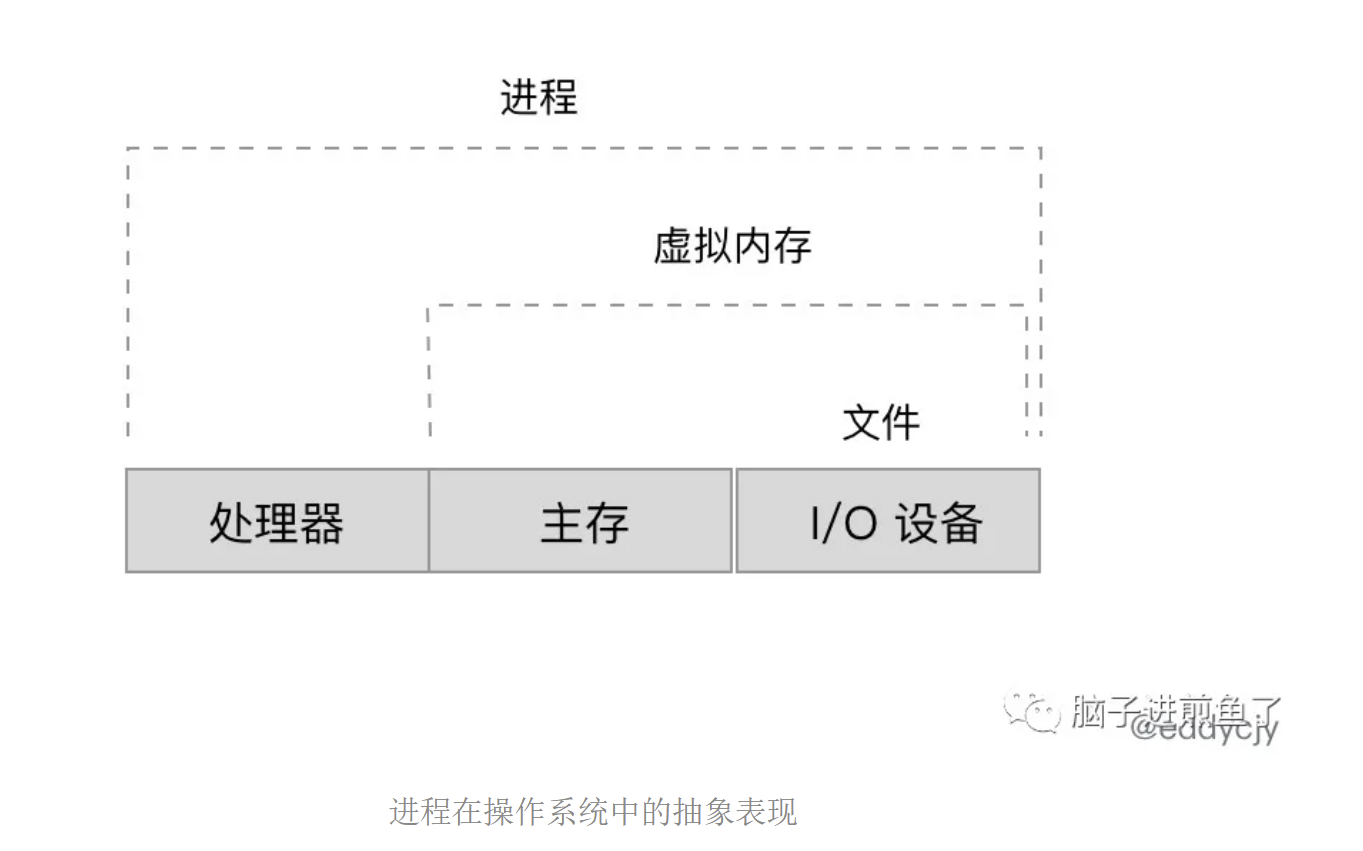 进程
虚拟内存
文件
处理器
主存
I/O 设备
脑子进煎鱼了
@eddycjy
进程在操作系统中的抽象表现